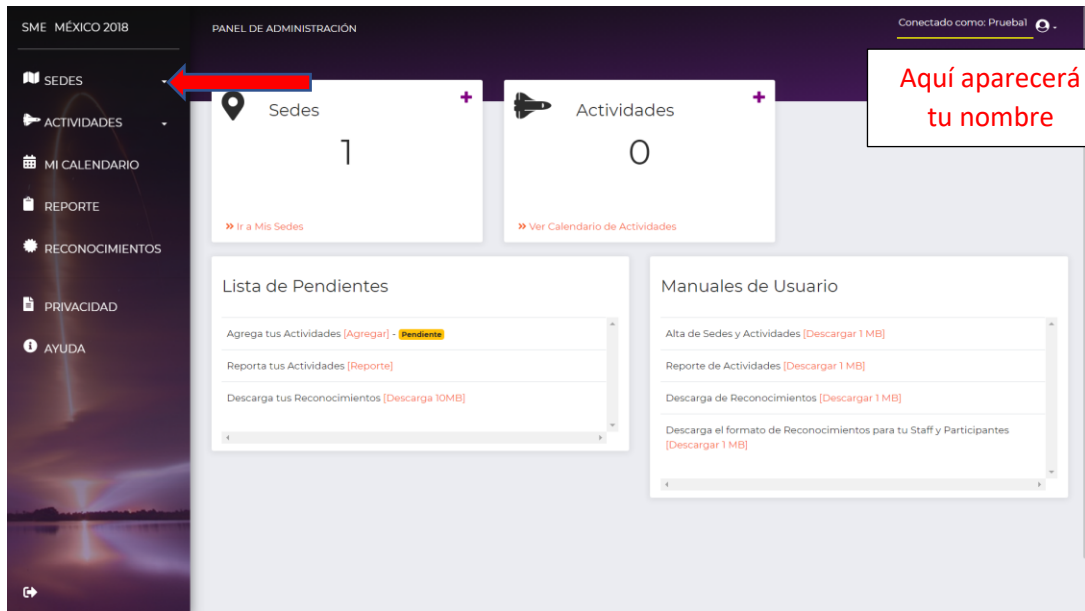 SME MÉXICO 2018
PANEL DE ADMINISTRACIÓN
Conectado como: Prueba1
Aquí aparecerá
tu nombre
SEDES
ACTIVIDADES
MI CALENDARIO
REPORTE
RECONOCIMIENTOS
PRIVACIDAD
AYUDA
Sedes
1
» Ir a Mis Sedes
Actividades
0
» Ver Calendario de Actividades
Lista de Pendientes
Agrega tus Actividades [Agregar] - Pendiente
Reporta tus Actividades [Reporte]
Descarga tus Reconocimientos [Descarga 10MB]
Manuales de Usuario
Alta de Sedes y Actividades [Descargar 1 MB]
Reporte de Actividades [Descargar 1 MB]
Descarga de Reconocimientos [Descargar 1 MB]
Descarga el formato de Reconocimientos para tu Staff y Participantes
[Descargar 1 MB]